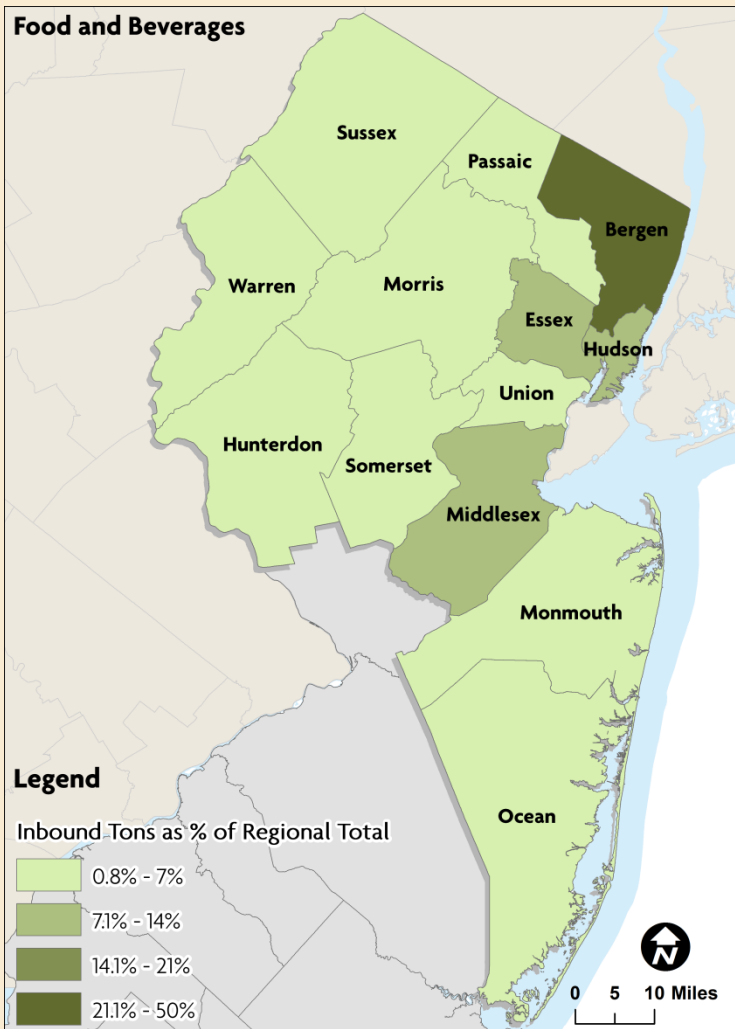 Food and Beverages
Sussex
Passaic
Bergen
Warren
Morris
Essex
Hudson
Union
Hunterdon
Somerset
Middlesex
Monmouth
Ocean
Legend
Inbound Tons as % of Regional Total
0.8% - 7%
7.1% - 14%
14.1% - 21%
21.1% - 50%
N
0 5 10 Miles